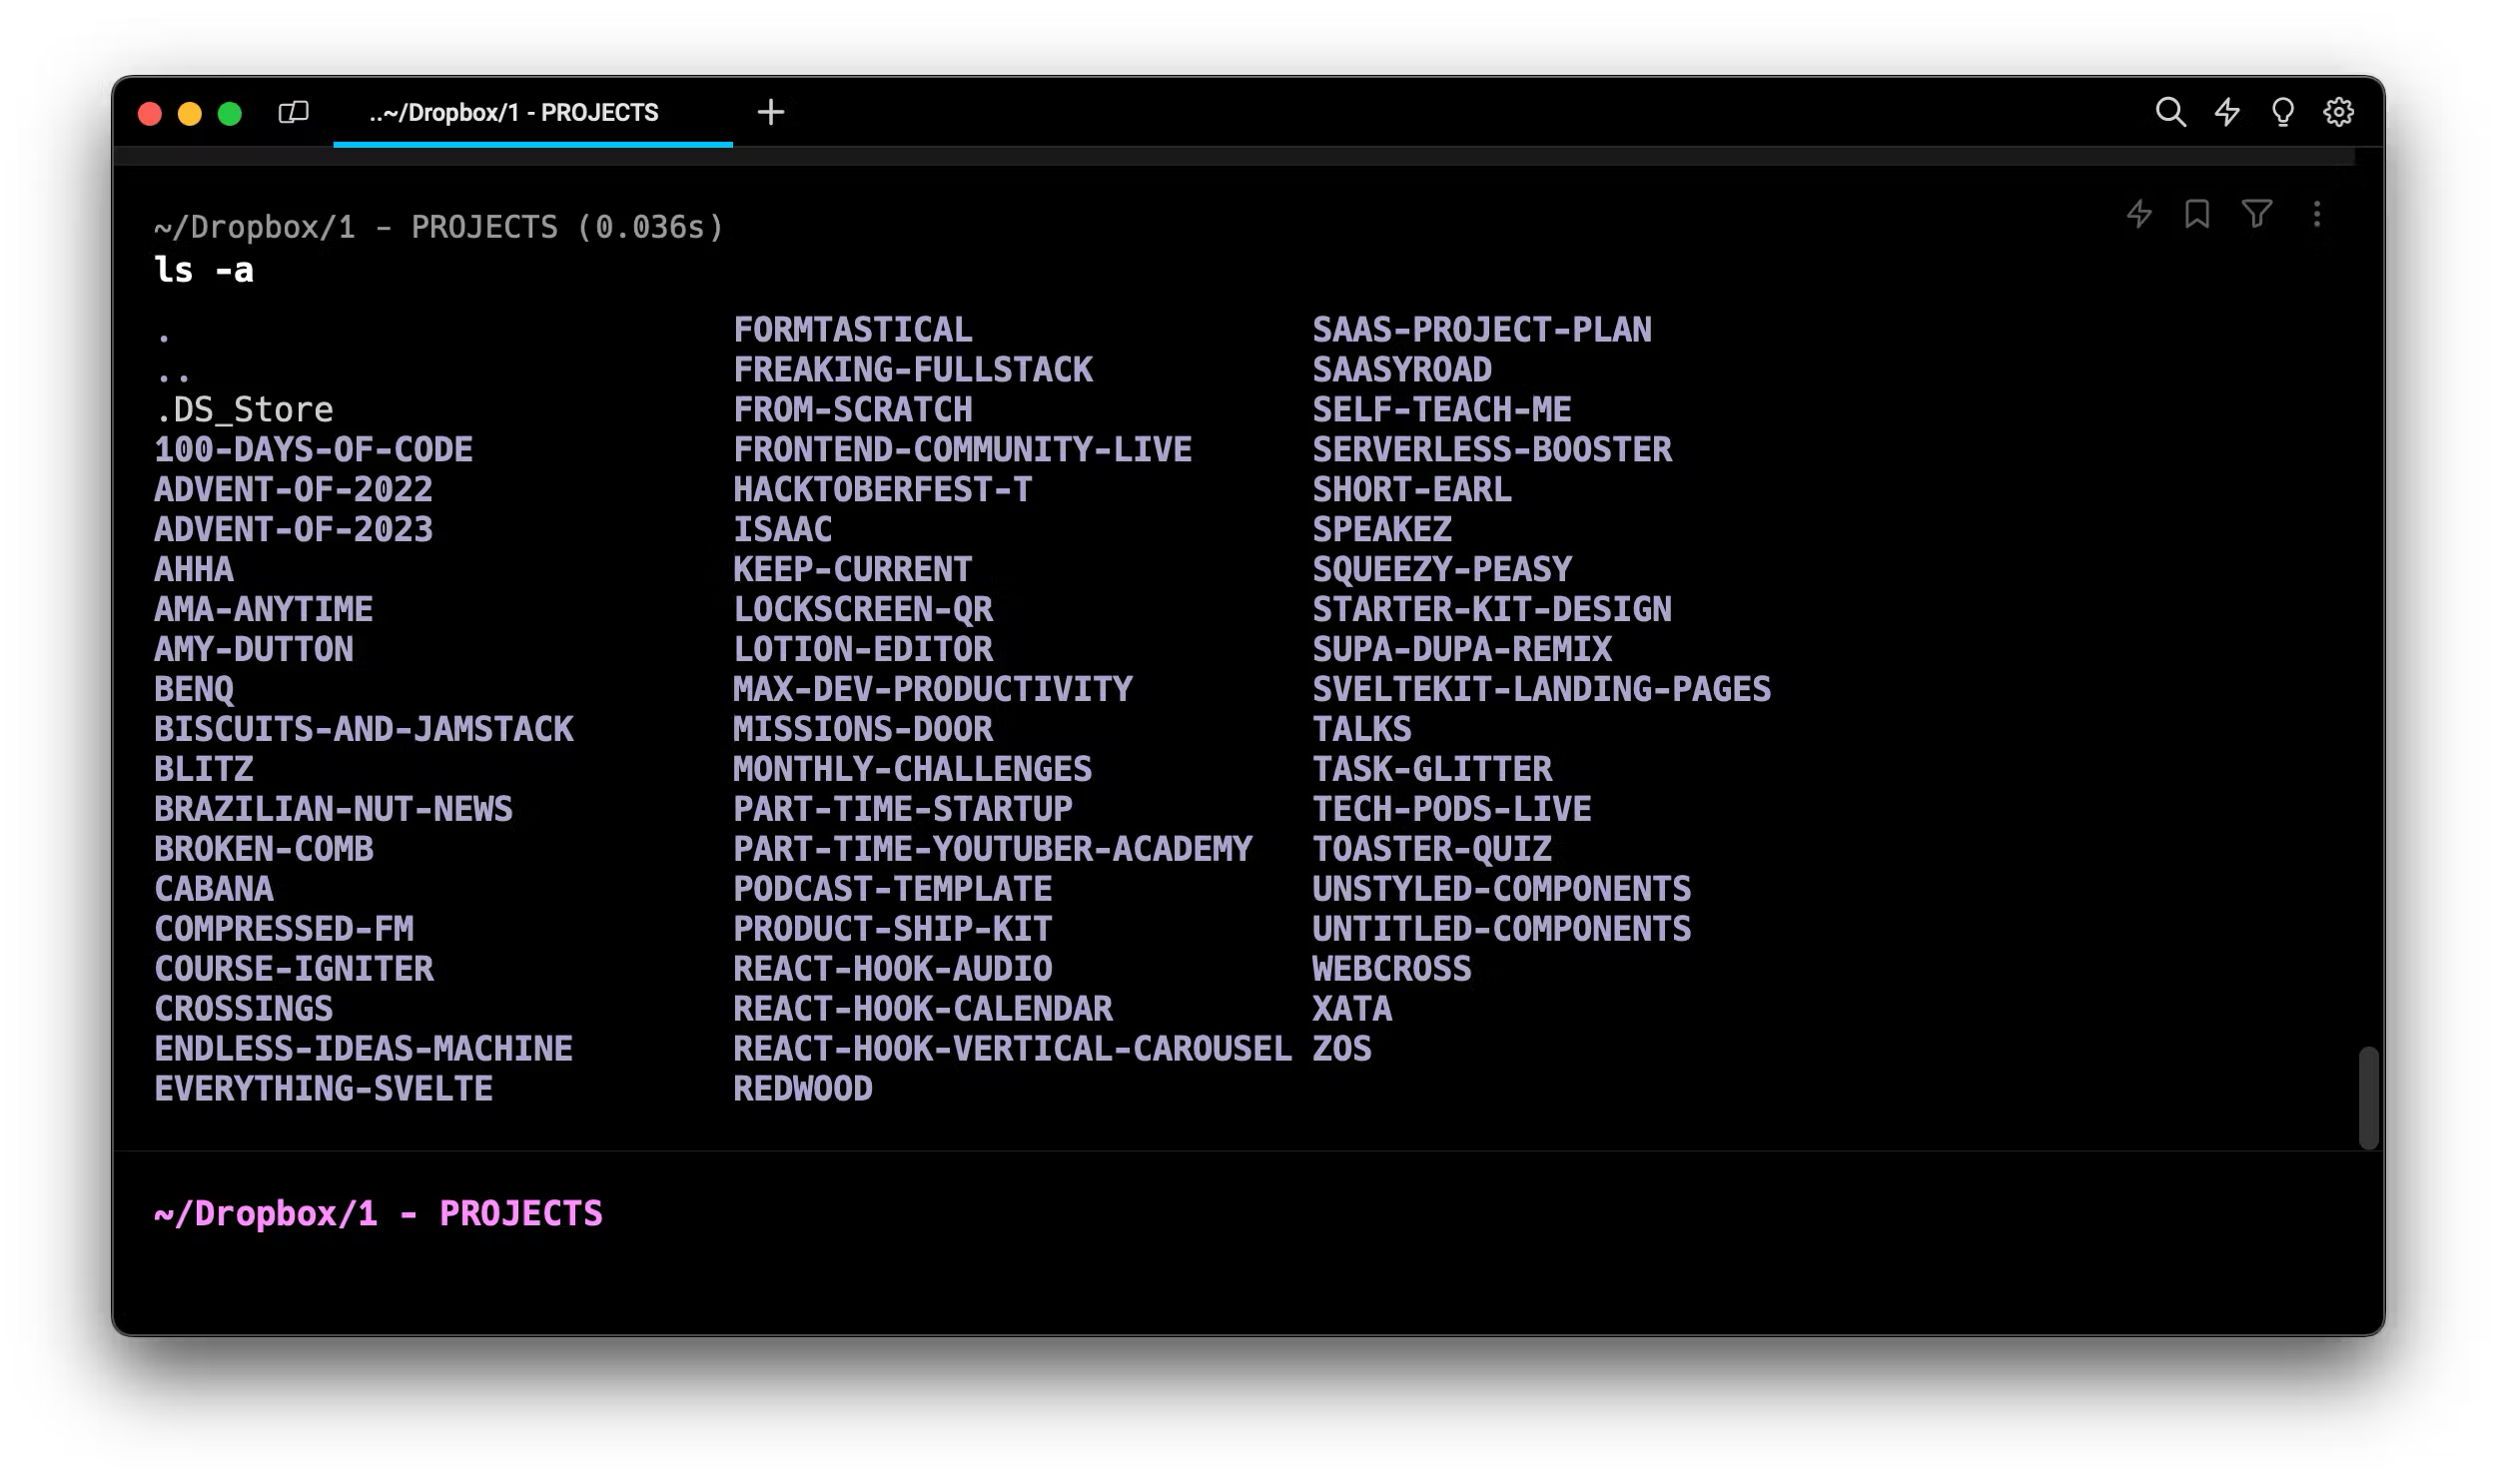 ..~/Dropbox/1 - PROJECTS
~/Dropbox/1 - PROJECTS (0.036s)
ls -a
. FORMTASTICAL SAAS-PROJECT-PLAN
.. FREAKING-FULLSTACK SAASYROAD
.DS_Store FROM-SCRATCH SELF-TEACH-ME
100-DAYS-OF-CODE FRONTEND-COMMUNITY-LIVE SERVERLESS-BOOSTER
ADVENT-OF-2022 HACKTOBERFEST-T SHORT-EARL
ADVENT-OF-2023 ISAAC SPEAKEZ
AHHA KEEP-CURRENT SQUEEZY-PEASY
AMA-ANYTIME LOCKSCREEN-QR STARTER-KIT-DESIGN
AMY-DUTTON LOTION-EDITOR SUPA-DUPA-REMIX
BENQ MAX-DEV-PRODUCTIVITY SVELTEKIT-LANDING-PAGES
BISCUITS-AND-JAMSTACK MISSIONS-DOOR TALKS
BLITZ MONTHLY-CHALLENGES TASK-GLITTER
BRAZILIAN-NUT-NEWS PART-TIME-STARTUP TECH-PODS-LIVE
BROKEN-COMB PART-TIME-YOUTUBER-ACADEMY TOASTER-QUIZ
CABANA PODCAST-TEMPLATE UNSTYLED-COMPONENTS
COMPRESSED-FM PRODUCT-SHIP-KIT UNTITLED-COMPONENTS
COURSE-IGNITER REACT-HOOK-AUDIO WEBCROSS
CROSSINGS REACT-HOOK-CALENDAR XATA
ENDLESS-IDEAS-MACHINE REACT-HOOK-VERTICAL-CAROUSEL ZOS
EVERYTHING-SVELTE REDWOOD
~/Dropbox/1 - PROJECTS